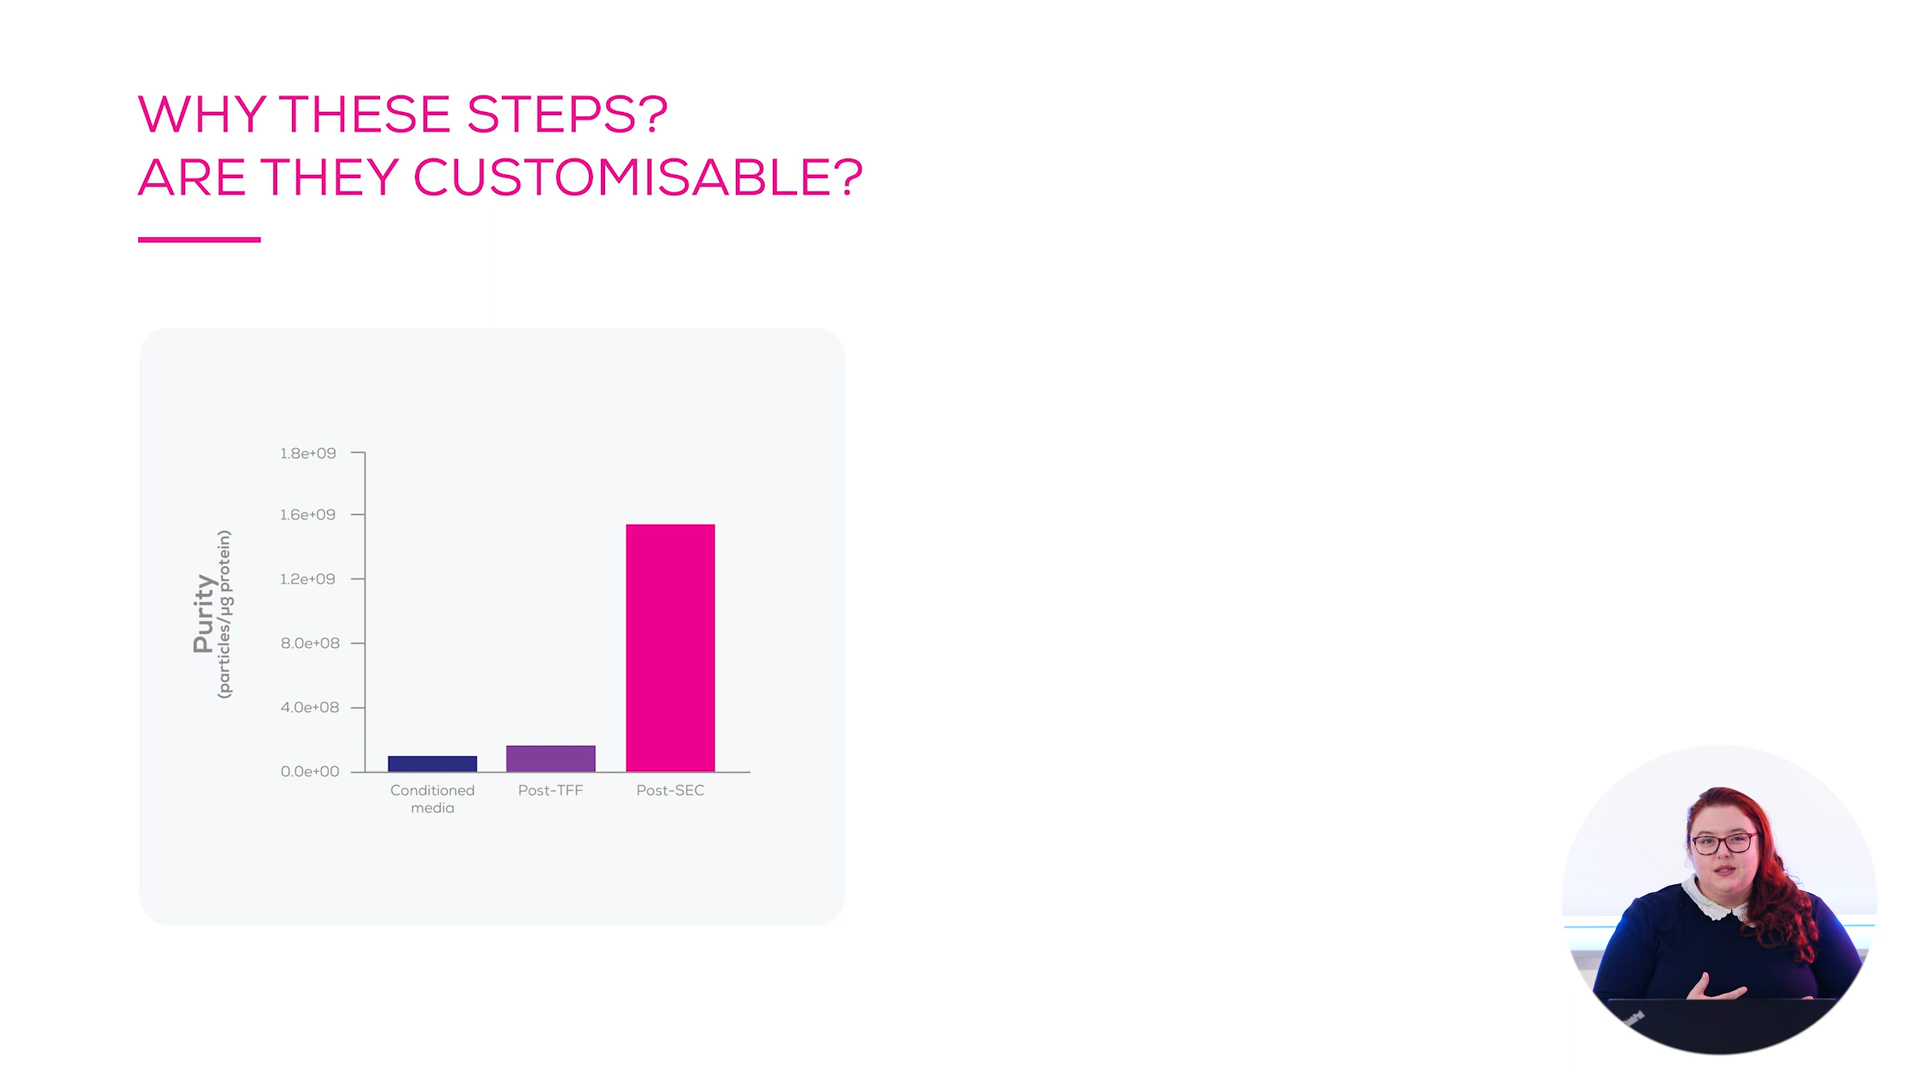 WHY THESE STEPS?
ARE THEY CUSTOMISABLE?
Purity
(particles/µg protein)
1.8e+09
1.6e+09
1.2e+09
8.0e+08
4.0e+08
0.0e+00
Conditioned
media
Post-TFF
Post-SEC